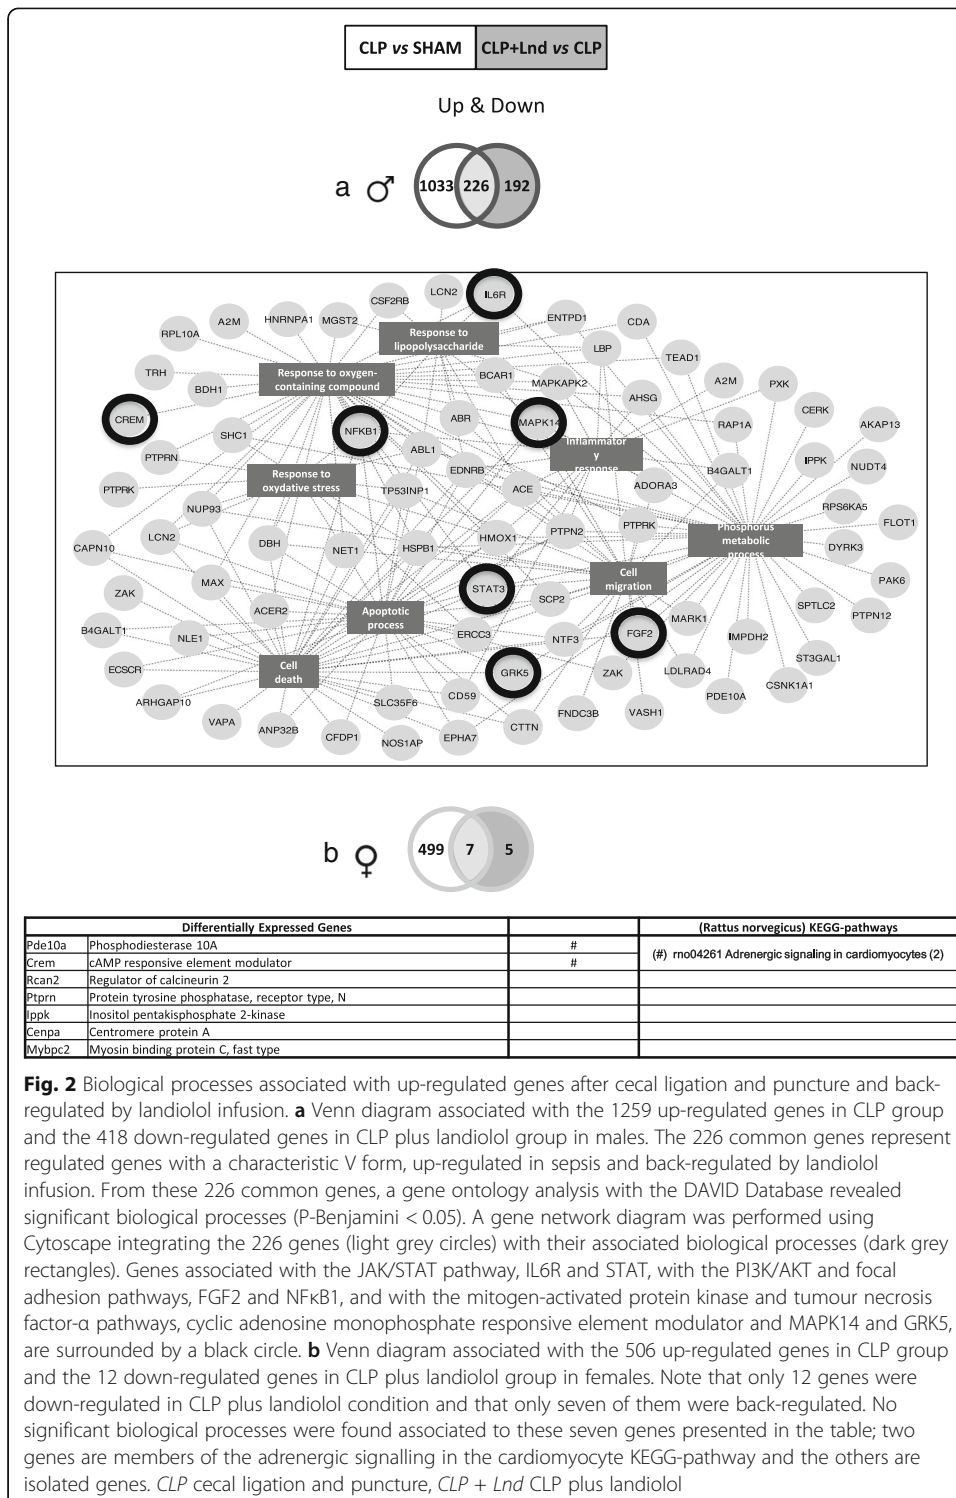 CLP vs SHAM CLP+Lnd vs CLP
Up & Down
a ♂ 1033 226 192
IL6R
LCN2
CSF2RB
A2M
HNRNPA1
MGST2
ENTPD1
CDA
RPL10A
Response to
lipopolysaccharide
LBP
TEAD1
TRH
BDH1
Response to oxygen-
containing compound
BCAR1
MAPKAPK2
A2M
PXK
AHSG
CREM
SHC1
NFKB1
ABR
MAPK14
RAP1A
CERK
AKAP13
PTPRN
ABL1
Inflammator
y
response
EDNRB
B4GALT1
IPPK
NUDT4
PTPRK
Response to
oxydative stress
TP53INP1
ACE
ADORA3
NUP93
RPS6KA5
FLOT1
CAPN10
LCN2
DBH
NET1
HSPB1
HMOX1
PTPN2
PTPRK
Phosphorus
metabolic
process
DYRK3
ZAK
MAX
STAT3
Cell
migration
PAK6
ACER2
Apoptotic
process
SCP2
SPTLC2
PTPN12
MARK1
B4GALT1
NLE1
ERCC3
NTF3
FGF2
IMPDH2
ST3GAL1
ECSCR
Cell
death
GRK5
ZAK
LDLRAD4
CSNK1A1
PDE10A
ARHGAP10
SLC35F6
CD59
VAPA
ANP32B
CFDP1
NOS1AP
EPHA7
CTTN
FNDC3B
VASH1
b ♀ 499 7 5
Differentially Expressed Genes (Rattus norvegicus) KEGG-pathways
Pde10a Phosphodiesterase 10A # (#) rno04261 Adrenergic signaling in cardiomyocytes (2)
Crem cAMP responsive element modulator #
Rcan2 Regulator of calcineurin 2
Ptprn Protein tyrosine phosphatase, receptor type, N
Ippk Inositol pentakisphosphate 2-kinase
Cenpa Centromere protein A
Mybpc2 Myosin binding protein C, fast type
Fig. 2 Biological processes associated with up-regulated genes after cecal ligation and puncture and back-
regulated by landiolol infusion. a Venn diagram associated with the 1259 up-regulated genes in CLP group
and the 418 down-regulated genes in CLP plus landiolol group in males. The 226 common genes represent
regulated genes with a characteristic V form, up-regulated in sepsis and back-regulated by landiolol
infusion. From these 226 common genes, a gene ontology analysis with the DAVID Database revealed
significant biological processes (P-Benjamini < 0.05). A gene network diagram was performed using
Cytoscape integrating the 226 genes (light grey circles) with their associated biological processes (dark grey
rectangles). Genes associated with the JAK/STAT pathway, IL6R and STAT, with the PI3K/AKT and focal
adhesion pathways, FGF2 and NFκB1, and with the mitogen-activated protein kinase and tumour necrosis
factor-α pathways, cyclic adenosine monophosphate responsive element modulator and MAPK14 and GRK5,
are surrounded by a black circle. b Venn diagram associated with the 506 up-regulated genes in CLP group
and the 12 down-regulated genes in CLP plus landiolol group in females. Note that only 12 genes were
down-regulated in CLP plus landiolol condition and that only seven of them were back-regulated. No
significant biological processes were found associated to these seven genes presented in the table; two
genes are members of the adrenergic signalling in the cardiomyocyte KEGG-pathway and the others are
isolated genes. CLP cecal ligation and puncture, CLP + Lnd CLP plus landiolol